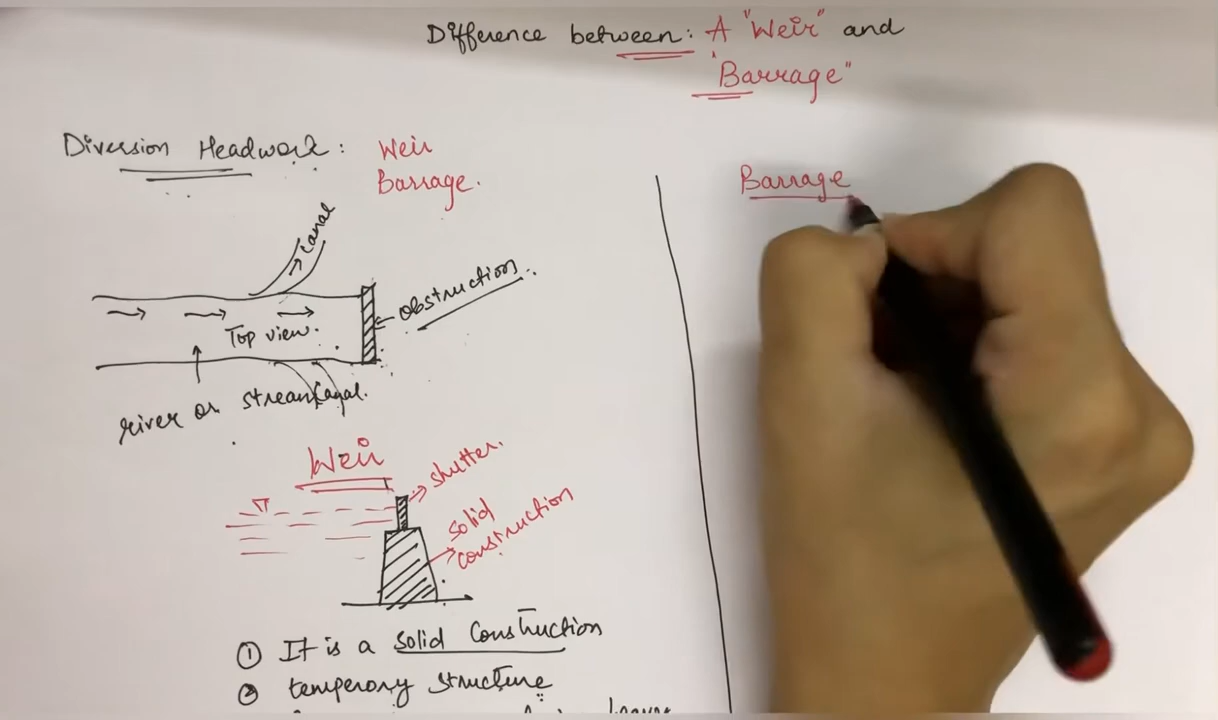 Difference between: A "Weir" and
"Barrage"
Diversion Headwork: Weir
Barrage.
Canal
obstruction.
Top view.
river or stream Canal.
Weir
shutter.
solid
construction
① It is a solid Construction
② temperory structure
Barrage